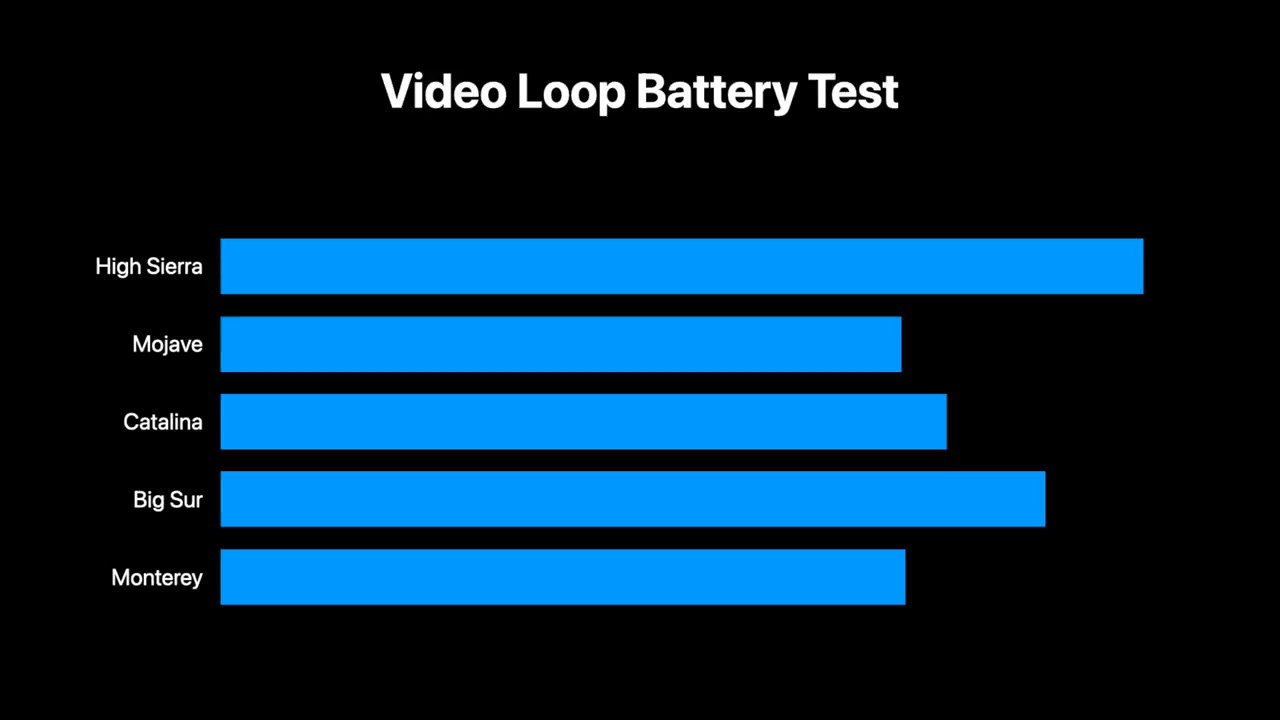 Video Loop Battery Test
High Sierra
Mojave
Catalina
Big Sur
Monterey